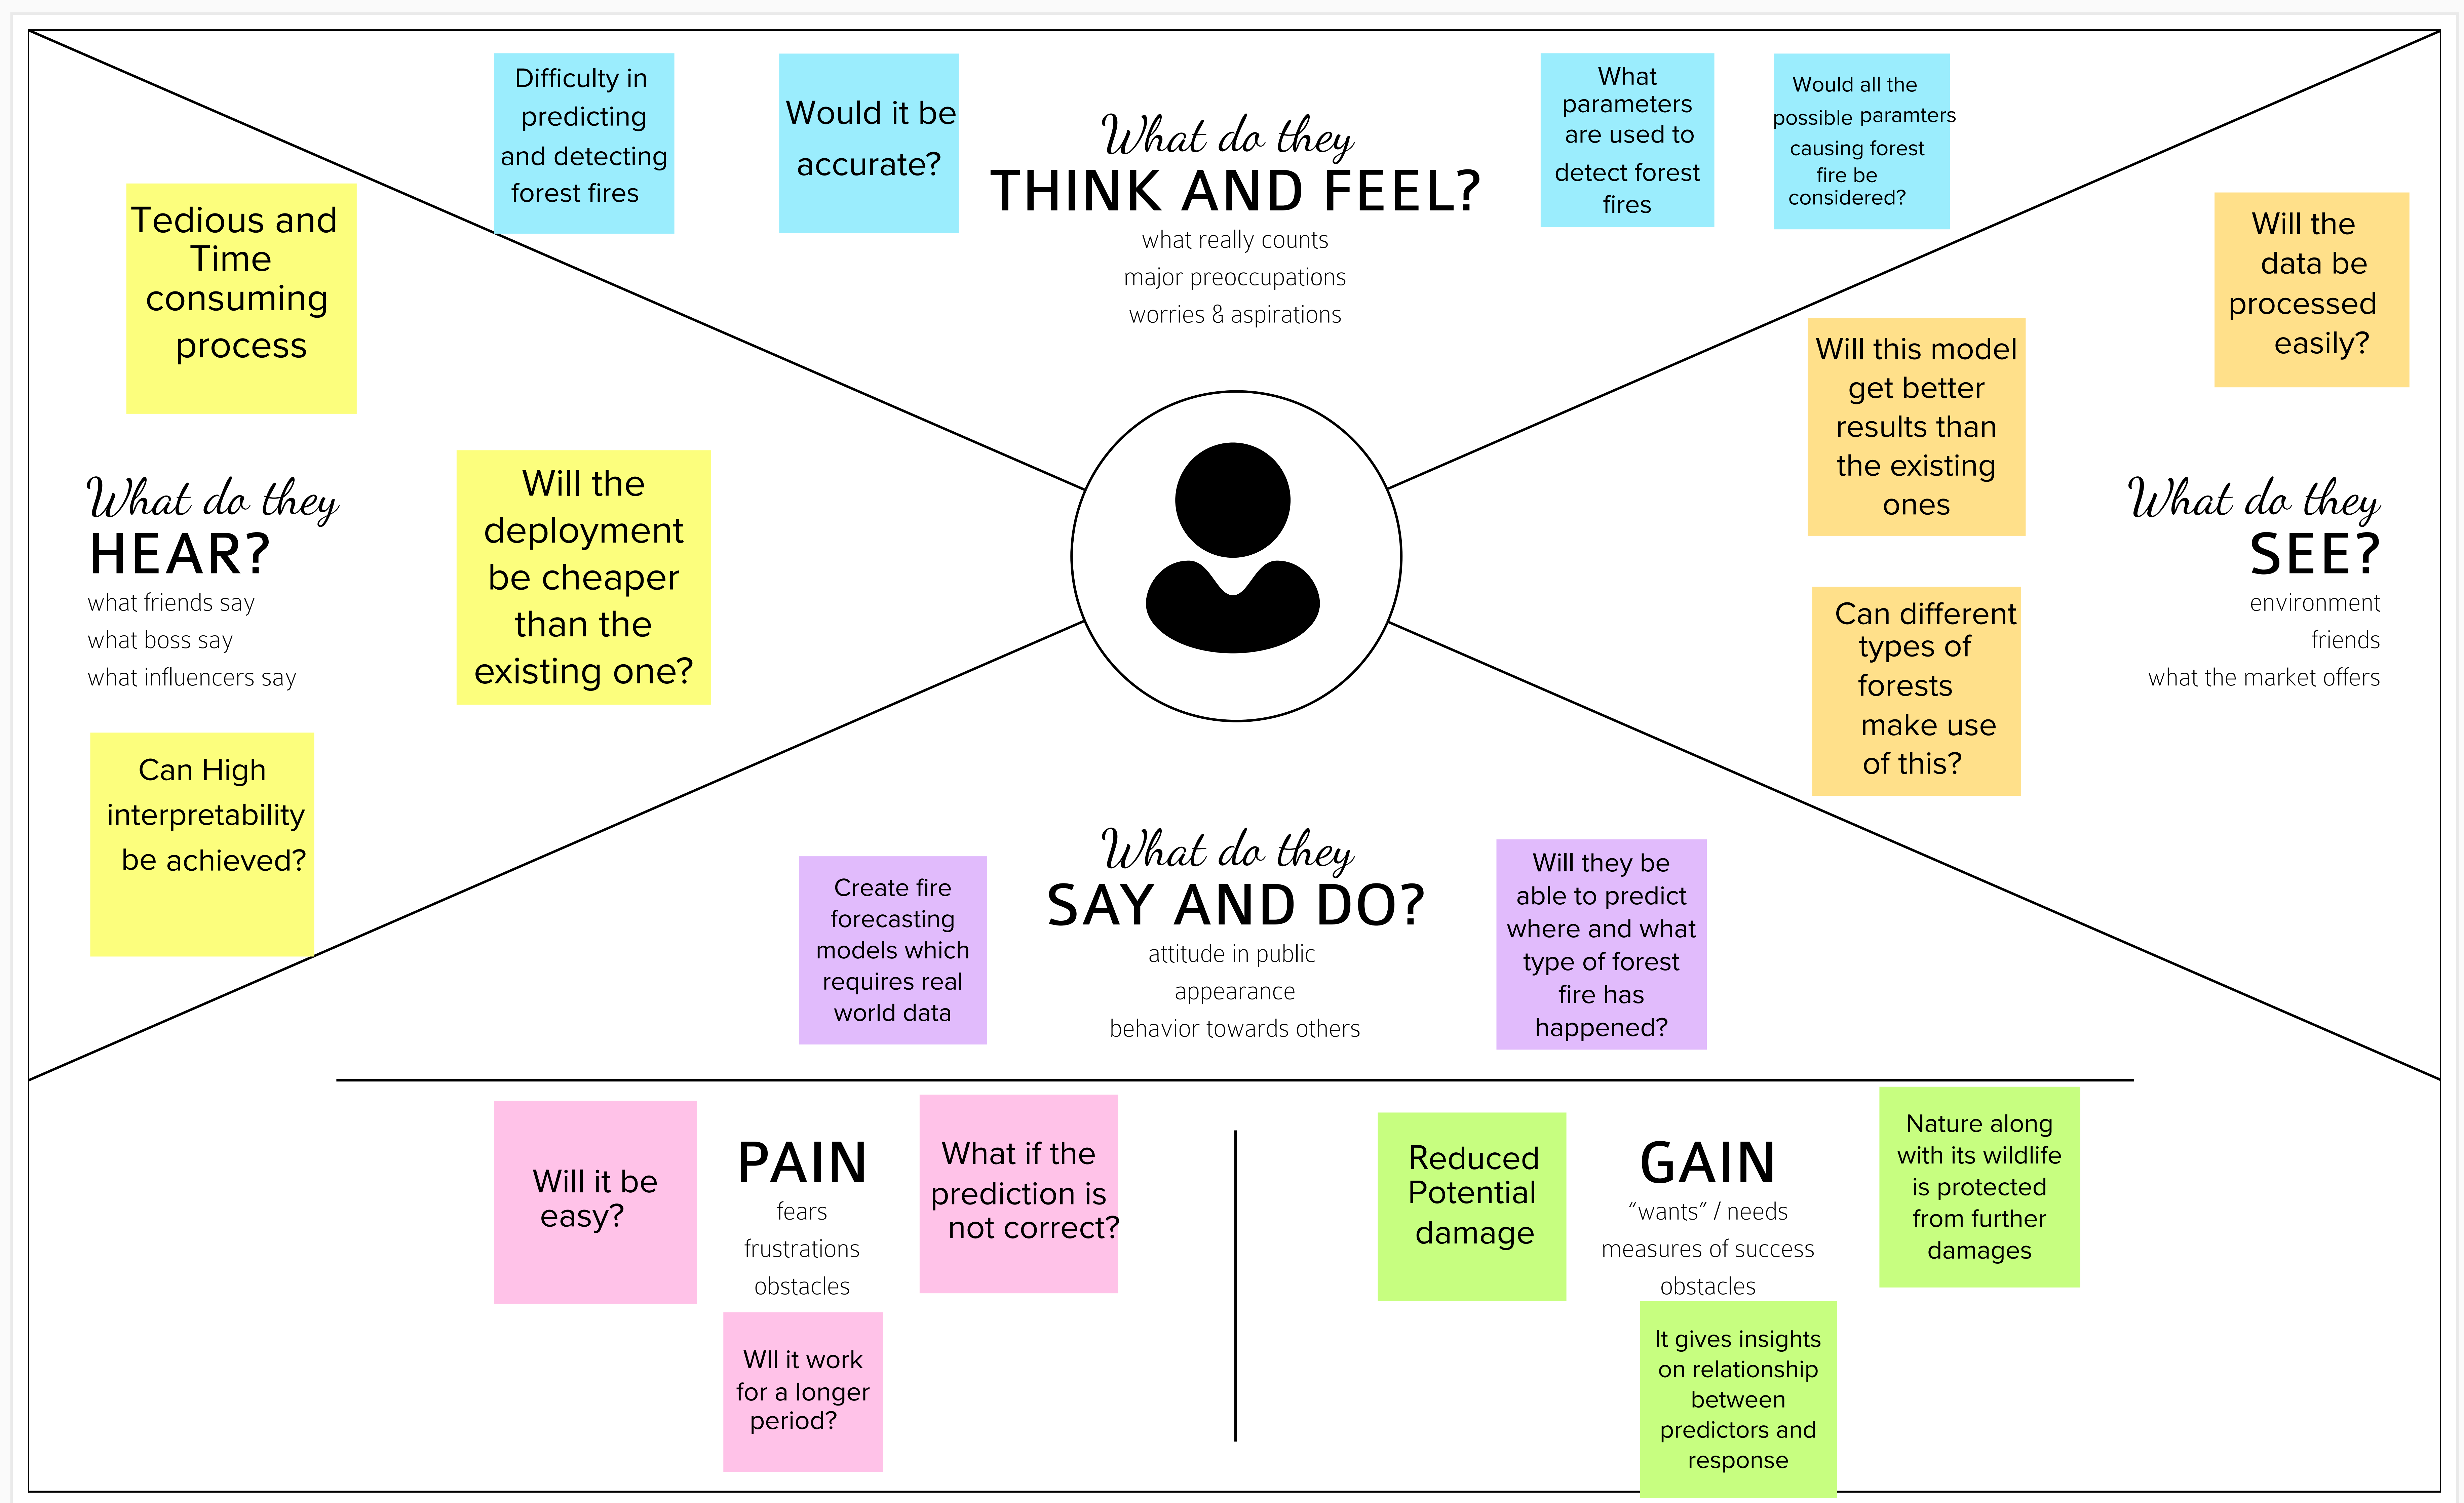 Difficulty in
predicting
and detecting
forest fires
Would it be
accurate?
What do they
THINK AND FEEL?
what really counts
major preoccupations
worries & aspirations
What
parameters
are used to
detect forest
fires
Would all the
possible paramters
causing forest
fire be
considered?
Tedious and
Time
consuming
process
What do they
HEAR?
what friends say
what boss say
what influencers say
Will the
deployment
be cheaper
than the
existing one?
Can High
interpretability
be achieved?
Will this model
get better
results than
the existing
ones
Will the
data be
processed
easily?
What do they
SEE?
environment
friends
what the market offers
Can different
types of
forests
make use
of this?
Create fire
forecasting
models which
requires real
world data
What do they
SAY AND DO?
attitude in public
appearance
behavior towards others
Will they be
able to predict
where and what
type of forest
fire has
happened?
Will it be
easy?
PAIN
fears
frustrations
obstacles
What if the
prediction is
not correct?
WIl it work
for a longer
period?
Reduced
Potential
damage
GAIN
“wants” / needs
measures of success
obstacles
Nature along
with its wildlife
is protected
from further
damages
It gives insights
on relationship
between
predictors and
response